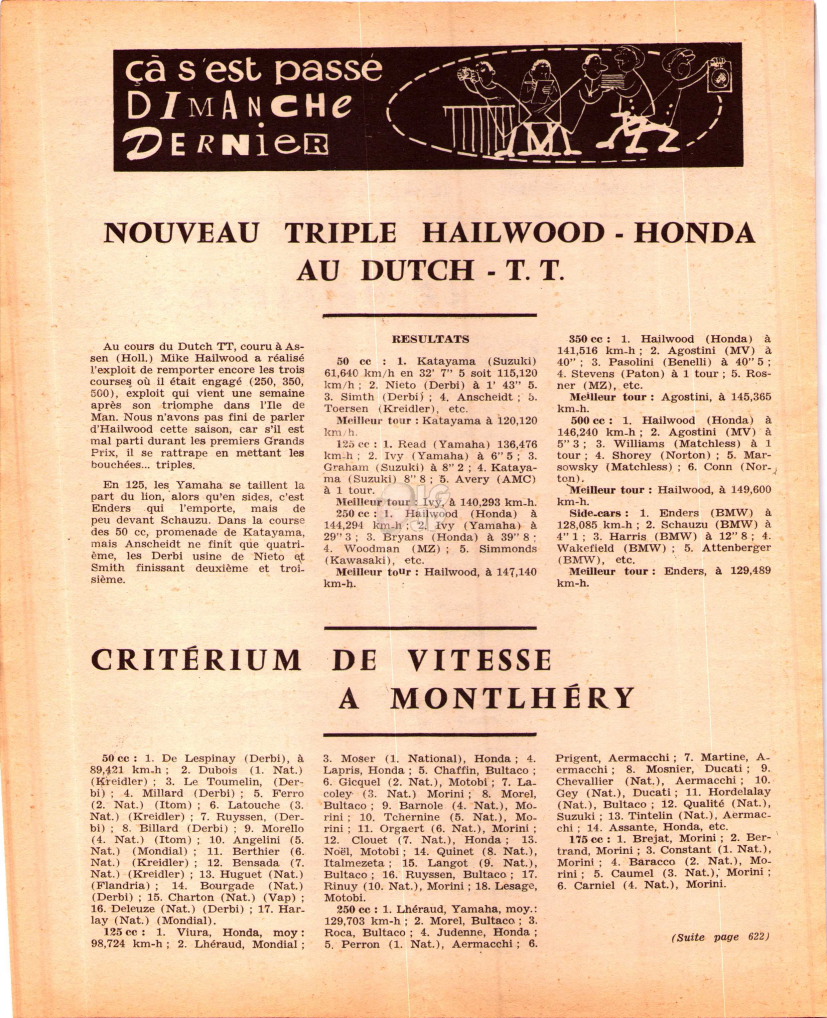 çà s'est passé
DIMANCHE
DERNIER
NOUVEAU TRIPLE HAILWOOD - HONDA
AU DUTCH - T. T.
Au cours du Dutch TT, couru à As-
sen (Holl.) Mike Hailwood a réalisé
l'exploit de remporter encore les trois
courses où il était engagé (250, 350,
500), exploit qui vient une semaine
après son triomphe dans l'Ile de
Man. Nous n'avons pas fini de parler
d'Hailwood cette saison, car s'il est
mal parti durant les premiers Grands
Prix, il se rattrape en mettant les
bouchées... triples.
En 125, les Yamaha se taillent la
part du lion, alors qu'en sides, c'est
Enders qui l'emporte, mais de
peu devant Schauzu. Dans la course
des 50 cc, promenade de Katayama,
mais Anscheidt ne finit que quatri-
ème, les Derbi usine de Nieto et
Smith finissant deuxième et troi-
sième.
RESULTATS
50 cc : 1. Katayama (Suzuki)
61,640 km/h en 32' 7" 5 soit 115,120
km/h ; 2. Nieto (Derbi) à 1' 43" 5.
3. Simth (Derbi) ; 4. Anscheidt ; 5.
Toersen (Kreidler), etc.
Meilleur tour : Katayama à 120,120
km/h.
125 cc : 1. Read (Yamaha) 136,476
km-h ; 2. Ivy (Yamaha) à 6" 5 ; 3.
Graham (Suzuki) à 8" 2 ; 4. Kataya-
ma (Suzuki) 8" 8 ; 5. Avery (AMC)
à 1 tour.
Meilleur tour : Ivy, à 140,293 km-h.
250 cc : 1. Hailwood (Honda) à
144,294 km-h ; 2. Ivy (Yamaha) à
29" 3 ; 3. Bryans (Honda) à 39" 8 ;
4. Woodman (MZ) ; 5. Simmonds
(Kawasaki), etc.
Meilleur tour : Hailwood, à 147,140
km-h.
350 cc : 1. Hailwood (Honda) à
141,516 km-h ; 2. Agostini (MV) à
40" ; 3. Pasolini (Benelli) à 40" 5 ;
4. Stevens (Paton) à 1 tour ; 5. Ros-
ner (MZ), etc.
Meilleur tour : Agostini, à 145,365
km-h.
500 cc : 1. Hailwood (Honda) à
146,240 km-h ; 2. Agostini (MV) à
5" 3 ; 3. Williams (Matchless) à 1
tour ; 4. Shorey (Norton) ; 5. Mar-
sowsky (Matchless) ; 6. Conn (Nor-
ton).
Meilleur tour : Hailwood, à 149,600
km-h.
Side-cars : 1. Enders (BMW) à
128,085 km-h ; 2. Schauzu (BMW) à
4" 1 ; 3. Harris (BMW) à 12" 8 ; 4.
Wakefield (BMW) ; 5. Attenberger
(BMW), etc.
Meilleur tour : Enders, à 129,489
km-h.
CRITÉRIUM DE VITESSE
A MONTLHÉRY
50 cc : 1. De Lespinay (Derbi), à
89,421 km-h ; 2. Dubois (1. Nat.)
(Kreidler) ; 3. Le Toumelin, (Der-
bi) ; 4. Millard (Derbi) ; 5. Ferro
(2. Nat.) (Itom) ; 6. Latouche (3.
Nat.) (Kreidler) ; 7. Ruyssen, (Der-
bi) ; 8. Billard (Derbi) ; 9. Morello
(4. Nat.) (Itom) ; 10. Angelini (5.
Nat.) (Mondial) ; 11. Berthier (6.
Nat.) (Kreidler) ; 12. Bensada (7.
Nat.) (Kreidler) ; 13. Huguet (Nat.)
(Flandria) ; 14. Bourgade (Nat.)
(Derbi) ; 15. Charton (Nat.) (Vap) ;
16. Deleuze (Nat.) (Derbi) ; 17. Har-
lay (Nat.) (Mondial).
125 cc : 1. Viura, Honda, moy :
98,724 km-h ; 2. Lhéraud, Mondial ;
3. Moser (1. National), Honda ; 4.
Lapris, Honda ; 5. Chaffin, Bultaco ;
6. Gicquel (2. Nat.), Motobi ; 7. La-
coley (3. Nat.) Morini ; 8. Morel,
Bultaco ; 9. Barnole (4. Nat.), Mo-
rini ; 10. Tchernine (5. Nat.), Mo-
rini ; 11. Orgaert (6. Nat.), Morini ;
12. Clouet (7. Nat.), Honda ; 13.
Noël, Motobi ; 14. Quinet (8. Nat.),
Italmezeta ; 15. Langot (9. Nat.),
Bultaco ; 16. Ruyssen, Bultaco ; 17.
Rinuy (10. Nat.), Morini ; 18. Lesage,
Motobi.
250 cc : 1. Lhéraud, Yamaha, moy.:
129,703 km-h ; 2. Morel, Bultaco ; 3.
Roca, Bultaco ; 4. Judenne, Honda ;
5. Perron (1. Nat.), Aermacchi ; 6.
Prigent, Aermacchi ; 7. Martine, A-
ermacchi ; 8. Mosnier, Ducati ; 9.
Chevallier (Nat.), Aermacchi ; 10.
Gey (Nat.), Ducati ; 11. Hordelalay
(Nat.), Bultaco ; 12. Qualité (Nat.),
Suzuki ; 13. Tintelin (Nat.), Aermac-
chi ; 14. Assante, Honda, etc.
175 cc : 1. Brejat, Morini ; 2. Ber-
trand, Morini ; 3. Constant (1. Nat.),
Morini ; 4. Baracco (2. Nat.), Mo-
rini ; 5. Caumel (3. Nat.), Morini ;
6. Carniel (4. Nat.), Morini.
(Suite page 622)